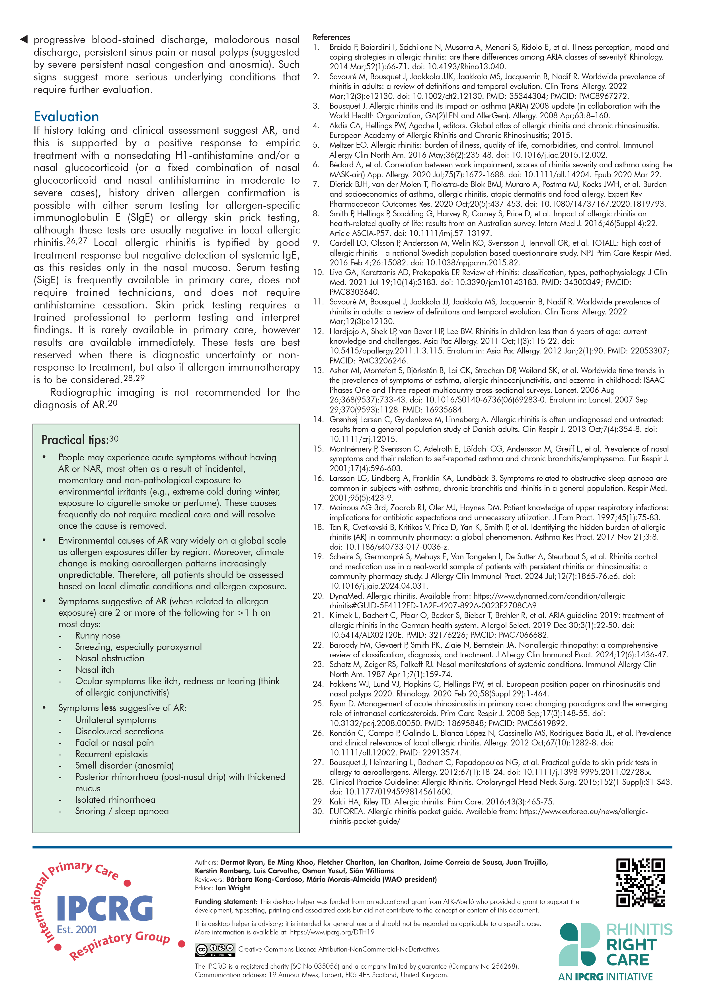 ◀ progressive blood-stained discharge, malodorous nasal
discharge, persistent sinus pain or nasal polyps (suggested
by severe persistent nasal congestion and anosmia). Such
signs suggest more serious underlying conditions that
require further evaluation.
Evaluation
If history taking and clinical assessment suggest AR, and
this is supported by a positive response to empiric
treatment with a nonsedating H1-antihistamine and/or a
nasal glucocorticoid (or a fixed combination of nasal
glucocorticoid and nasal antihistamine in moderate to
severe cases), history driven allergen confirmation is
possible with either serum testing for allergen-specific
immunoglobulin E (SIgE) or allergy skin prick testing,
although these tests are usually negative in local allergic
rhinitis.26,27 Local allergic rhinitis is typified by good
treatment response but negative detection of systemic IgE,
as this resides only in the nasal mucosa. Serum testing
(SigE) is frequently available in primary care, does not
require trained technicians, and does not require
antihistamine cessation. Skin prick testing requires a
trained professional to perform testing and interpret
findings. It is rarely available in primary care, however
results are available immediately. These tests are best
reserved when there is diagnostic uncertainty or non-
response to treatment, but also if allergen immunotherapy
is to be considered.28,29
Radiographic imaging is not recommended for the
diagnosis of AR.20
Practical tips:30
• People may experience acute symptoms without having
AR or NAR, most often as a result of incidental,
momentary and non-pathological exposure to
environmental irritants (e.g., extreme cold during winter,
exposure to cigarette smoke or perfume). These causes
frequently do not require medical care and will resolve
once the cause is removed.
• Environmental causes of AR vary widely on a global scale
as allergen exposures differ by region. Moreover, climate
change is making aeroallergen patterns increasingly
unpredictable. Therefore, all patients should be assessed
based on local climatic conditions and allergen exposure.
• Symptoms suggestive of AR (when related to allergen
exposure) are 2 or more of the following for >1 h on
most days:
- Runny nose
- Sneezing, especially paroxysmal
- Nasal obstruction
- Nasal itch
- Ocular symptoms like itch, redness or tearing (think
of allergic conjunctivitis)
• Symptoms less suggestive of AR:
- Unilateral symptoms
- Discoloured secretions
- Facial or nasal pain
- Recurrent epistaxis
- Smell disorder (anosmia)
- Posterior rhinorrhoea (post-nasal drip) with thickened
mucus
- Isolated rhinorrhoea
- Snoring / sleep apnoea
References
1. Braido F, Baiardini I, Scichilone N, Musarra A, Menoni S, Ridolo E, et al. Illness perception, mood and
coping strategies in allergic rhinitis: are there differences among ARIA classes of severity? Rhinology.
2014 Mar;52(1):66-71. doi: 10.4193/Rhino13.040.
2. Savouré M, Bousquet J, Jaakkola JJK, Jaakkola MS, Jacquemin B, Nadif R. Worldwide prevalence of
rhinitis in adults: a review of definitions and temporal evolution. Clin Transl Allergy. 2022
Mar;12(3):e12130. doi: 10.1002/clt2.12130. PMID: 35344304; PMCID: PMC8967272.
3. Bousquet J. Allergic rhinitis and its impact on asthma (ARIA) 2008 update (in collaboration with the
World Health Organization, GA(2)LEN and AllerGen). Allergy. 2008 Apr;63:8–160.
4. Akdis CA, Hellings PW, Agache I, editors. Global atlas of allergic rhinitis and chronic rhinosinusitis.
European Academy of Allergic Rhinitis and Chronic Rhinosinusitis; 2015.
5. Meltzer EO. Allergic rhinitis: burden of illness, quality of life, comorbidities, and control. Immunol
Allergy Clin North Am. 2016 May;36(2):235-48. doi: 10.1016/j.iac.2015.12.002.
6. Bédard A, et al. Correlation between work impairment, scores of rhinitis severity and asthma using the
MASK-air() App. Allergy. 2020 Jul;75(7):1672-1688. doi: 10.1111/all.14204. Epub 2020 Mar 22.
7. Dierick BJH, van der Molen T, Flokstra-de Blok BMJ, Muraro A, Postma MJ, Kocks JWH, et al. Burden
and socioeconomics of asthma, allergic rhinitis, atopic dermatitis and food allergy. Expert Rev
Pharmacoecon Outcomes Res. 2020 Oct;20(5):437-453. doi: 10.1080/14737167.2020.1819793.
8. Smith P, Hellings P, Scadding G, Harvey R, Carney S, Price D, et al. Impact of allergic rhinitis on
health-related quality of life: results from an Australian survey. Intern Med J. 2016;46(Suppl 4):22.
Article ASCIA-P57. doi: 10.1111/imj.57_13197.
9. Cardell LO, Olsson P, Andersson M, Welin KO, Svensson J, Tennvall GR, et al. TOTALL: high cost of
allergic rhinitis—a national Swedish population-based questionnaire study. NPJ Prim Care Respir Med.
2016 Feb 4;26:15082. doi: 10.1038/npjpcrm.2015.82.
10. Liva GA, Karatzanis AD, Prokopakis EP. Review of rhinitis: classification, types, pathophysiology. J Clin
Med. 2021 Jul 19;10(14):3183. doi: 10.3390/jcm10143183. PMID: 34300349; PMCID:
PMC8303640.
11. Savouré M, Bousquet J, Jaakkola JJ, Jaakkola MS, Jacquemin B, Nadif R. Worldwide prevalence of
rhinitis in adults: a review of definitions and temporal evolution. Clin Transl Allergy. 2022
Mar;12(3):e12130.
12. Hardjojo A, Shek LP, van Bever HP, Lee BW. Rhinitis in children less than 6 years of age: current
knowledge and challenges. Asia Pac Allergy. 2011 Oct;1(3):115-22. doi:
10.5415/apallergy.2011.1.3.115. Erratum in: Asia Pac Allergy. 2012 Jan;2(1):90. PMID: 22053307;
PMCID: PMC3206246.
13. Asher MI, Montefort S, Björkstén B, Lai CK, Strachan DP, Weiland SK, et al. Worldwide time trends in
the prevalence of symptoms of asthma, allergic rhinoconjunctivitis, and eczema in childhood: ISAAC
Phases One and Three repeat multicountry cross-sectional surveys. Lancet. 2006 Aug
26;368(9537):733-43. doi: 10.1016/S0140-6736(06)69283-0. Erratum in: Lancet. 2007 Sep
29;370(9593):1128. PMID: 16935684.
14. Grønhøj Larsen C, Gyldenløve M, Linneberg A. Allergic rhinitis is often undiagnosed and untreated:
results from a general population study of Danish adults. Clin Respir J. 2013 Oct;7(4):354-8. doi:
10.1111/crj.12015.
15. Montnémery P, Svensson C, Adelroth E, Löfdahl CG, Andersson M, Greiff L, et al. Prevalence of nasal
symptoms and their relation to self-reported asthma and chronic bronchitis/emphysema. Eur Respir J.
2001;17(4):596-603.
16. Larsson LG, Lindberg A, Franklin KA, Lundbäck B. Symptoms related to obstructive sleep apnoea are
common in subjects with asthma, chronic bronchitis and rhinitis in a general population. Respir Med.
2001;95(5):423-9.
17. Mainous AG 3rd, Zoorob RJ, Oler MJ, Haynes DM. Patient knowledge of upper respiratory infections:
implications for antibiotic expectations and unnecessary utilization. J Fam Pract. 1997;45(1):75-83.
18. Tan R, Cvetkovski B, Kritikos V, Price D, Yan K, Smith P, et al. Identifying the hidden burden of allergic
rhinitis (AR) in community pharmacy: a global phenomenon. Asthma Res Pract. 2017 Nov 21;3:8.
doi: 10.1186/s40733-017-0036-z.
19. Scheire S, Germonpré S, Mehuys E, Van Tongelen I, De Sutter A, Steurbaut S, et al. Rhinitis control
and medication use in a real-world sample of patients with persistent rhinitis or rhinosinusitis: a
community pharmacy study. J Allergy Clin Immunol Pract. 2024 Jul;12(7):1865-76.e6. doi:
10.1016/j.jaip.2024.04.031.
20. DynaMed. Allergic rhinitis. Available from: https://www.dynamed.com/condition/allergic-
rhinitis#GUID-5F4112FD-1A2F-4207-892A-0023F2708CA9
21. Klimek L, Bachert C, Pfaar O, Becker S, Bieber T, Brehler R, et al. ARIA guideline 2019: treatment of
allergic rhinitis in the German health system. Allergol Select. 2019 Dec 30;3(1):22-50. doi:
10.5414/ALX02120E. PMID: 32176226; PMCID: PMC7066682.
22. Baroody FM, Gevaert P, Smith PK, Ziaie N, Bernstein JA. Nonallergic rhinopathy: a comprehensive
review of classification, diagnosis, and treatment. J Allergy Clin Immunol Pract. 2024;12(6):1436-47.
23. Schatz M, Zeiger RS, Falkoff RJ. Nasal manifestations of systemic conditions. Immunol Allergy Clin
North Am. 1987 Apr 1;7(1):159-74.
24. Fokkens WJ, Lund VJ, Hopkins C, Hellings PW, et al. European position paper on rhinosinusitis and
nasal polyps 2020. Rhinology. 2020 Feb 20;58(Suppl 29):1-464.
25. Ryan D. Management of acute rhinosinusitis in primary care: changing paradigms and the emerging
role of intranasal corticosteroids. Prim Care Respir J. 2008 Sep;17(3):148-55. doi:
10.3132/pcrj.2008.00050. PMID: 18695848; PMCID: PMC6619892.
26. Rondón C, Campo P, Galindo L, Blanca-López N, Cassinello MS, Rodriguez-Bada JL, et al. Prevalence
and clinical relevance of local allergic rhinitis. Allergy. 2012 Oct;67(10):1282-8. doi:
10.1111/all.12002. PMID: 22913574.
27. Bousquet J, Heinzerling L, Bachert C, Papadopoulos NG, et al. Practical guide to skin prick tests in
allergy to aeroallergens. Allergy. 2012;67(1):18–24. doi: 10.1111/j.1398-9995.2011.02728.x.
28. Clinical Practice Guideline: Allergic Rhinitis. Otolaryngol Head Neck Surg. 2015;152(1 Suppl):S1-S43.
doi: 10.1177/0194599814561600.
29. Kakli HA, Riley TD. Allergic rhinitis. Prim Care. 2016;43(3):465-75.
30. EUFOREA. Allergic rhinitis pocket guide. Available from: https://www.euforea.eu/news/allergic-
rhinitis-pocket-guide/
International Primary Care
IPCRG
Est. 2001
Respiratory Group
Authors: Dermot Ryan, Ee Ming Khoo, Fletcher Charlton, Ian Charlton, Jaime Correia de Sousa, Juan Trujillo,
Kerstin Romberg, Luís Carvalho, Osman Yusuf, Siân Williams
Reviewers: Bárbara Kong-Cardoso, Mário Morais-Almeida (WAO president)
Editor: Ian Wright
Funding statement: This desktop helper was funded from an educational grant from ALK-Abelló who provided a grant to support the
development, typesetting, printing and associated costs but did not contribute to the concept or content of this document.
This desktop helper is advisory; it is intended for general use and should not be regarded as applicable to a specific case.
More information is available at: https://www.ipcrg.org/DTH19
cc BY NC ND Creative Commons Licence Attribution-NonCommercial-NoDerivatives.
The IPCRG is a registered charity [SC No 035056) and a company limited by guarantee (Company No 256268).
Communication address: 19 Armour Mews, Larbert, FK5 4FF, Scotland, United Kingdom.
RHINITIS
RIGHT
CARE
AN IPCRG INITIATIVE